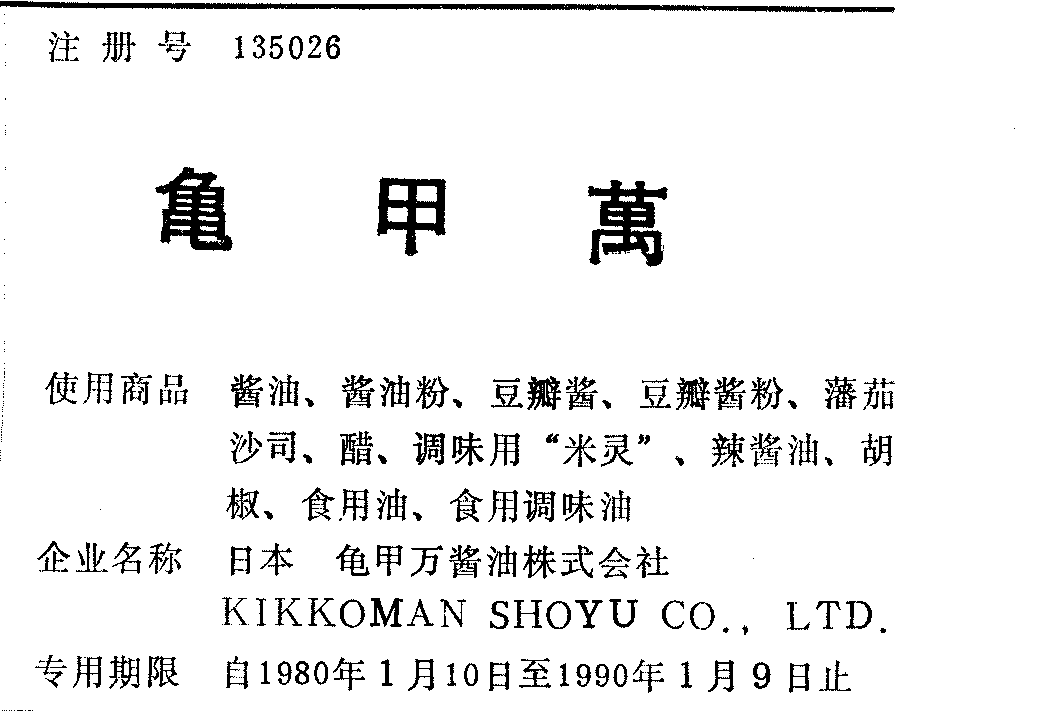 注册号 135026
亀甲萬
使用商品 酱油、酱油粉、豆瓣酱、豆瓣酱粉、藩茄
沙司、醋、调味用“米灵”、辣酱油、胡
椒、食用油、食用调味油
企业名称 日本 亀甲万酱油株式会社
KIKKOMAN SHOYU CO., LTD.
专用期限 自1980年1月10日至1990年1月9日止